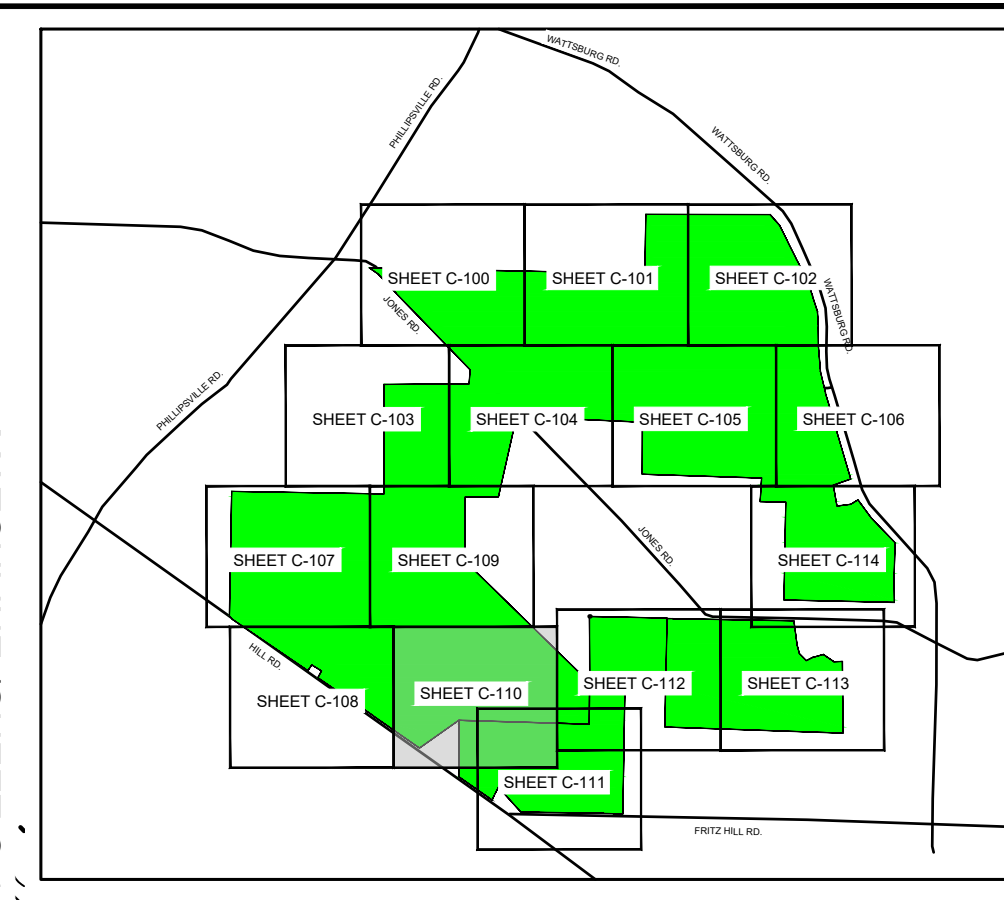 WATTSBURG RD.
PHILLIPSVILLE RD.
WATTSBURG RD.
SHEET C-100
SHEET C-101
SHEET C-102
JONES RD.
WATTSBURG RD.
PHILLIPSVILLE RD.
SHEET C-103
SHEET C-104
SHEET C-105
SHEET C-106
JONES RD.
SHEET C-107
SHEET C-109
SHEET C-114
HILL RD.
SHEET C-108
SHEET C-110
SHEET C-112
SHEET C-113
SHEET C-111
FRITZ HILL RD.